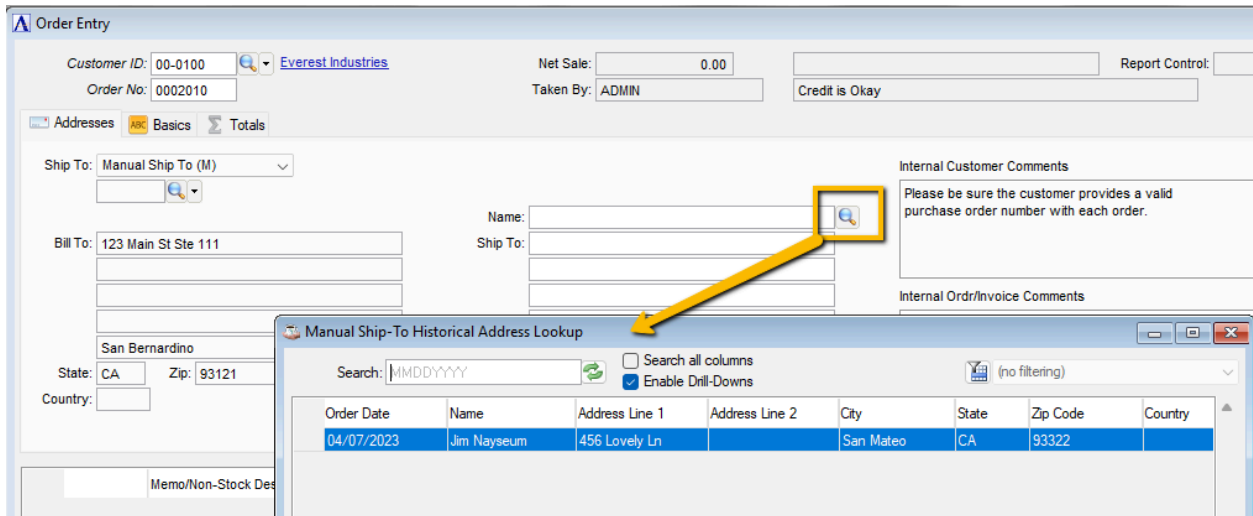 Order Entry
Customer ID: 00-0100 Everest Industries Net Sale: 0.00 Report Control:
Order No: 0002010 Taken By: ADMIN Credit is Okay
Addresses ABC Basics Σ Totals
Ship To: Manual Ship To (M) Internal Customer Comments
Please be sure the customer provides a valid
Name: purchase order number with each order.
Bill To: 123 Main St Ste 111 Ship To:
Internal Ordr/Invoice Comments
Manual Ship-To Historical Address Lookup
San Bernardino
Search: MMDDYYYY Search all columns (no filtering)
State: CA Zip: 93121 Enable Drill-Downs
Country:
Order Date Name Address Line 1 Address Line 2 City State Zip Code Country
04/07/2023 Jim Nayseum 456 Lovely Ln San Mateo CA 93322
Memo/Non-Stock Des